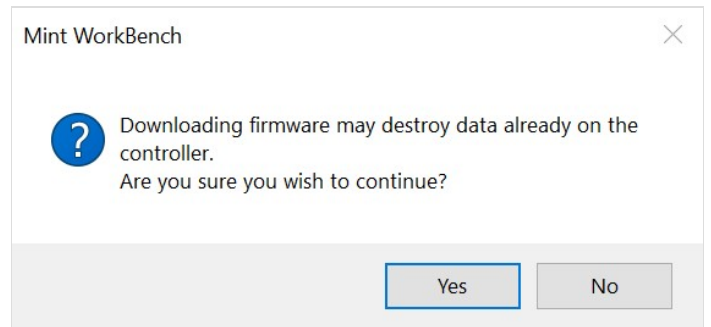 Mint WorkBench
Downloading firmware may destroy data already on the
controller.
Are you sure you wish to continue?
Yes No